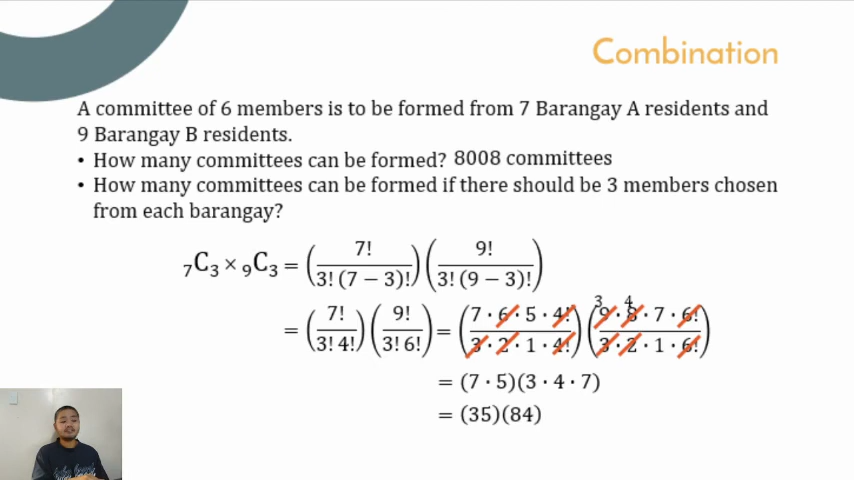 Combination
A committee of 6 members is to be formed from 7 Barangay A residents and
9 Barangay B residents.
• How many committees can be formed? 8008 committees
• How many committees can be formed if there should be 3 members chosen
from each barangay?
₇C₃ × ₉C₃ = (7! / 3! (7 − 3)!) (9! / 3! (9 − 3)!)
= (7! / 3! 4!) (9! / 3! 6!) = (7 · 6 · 5 · 4! / 3 · 2 · 1 · 4!) (3 4 9 · 8 · 7 · 6! / 3 · 2 · 1 · 6!)
= (7 · 5)(3 · 4 · 7)
= (35)(84)